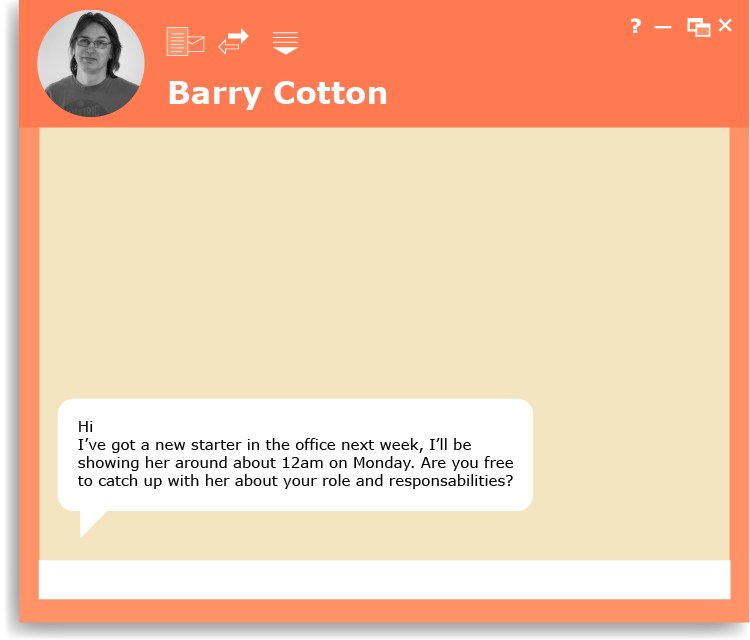 ?
Barry Cotton
Hi
I’ve got a new starter in the office next week, I’ll be
showing her around about 12am on Monday. Are you free
to catch up with her about your role and responsabilities?